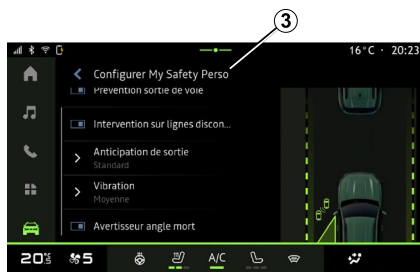 3
16°C · 20:23
Configurer My Safety Perso
Prévention sortie de voie
Intervention sur lignes discon...
Anticipation de sortie
Standard
Vibration
Moyenne
Avertisseur angle mort
20 5 A/C